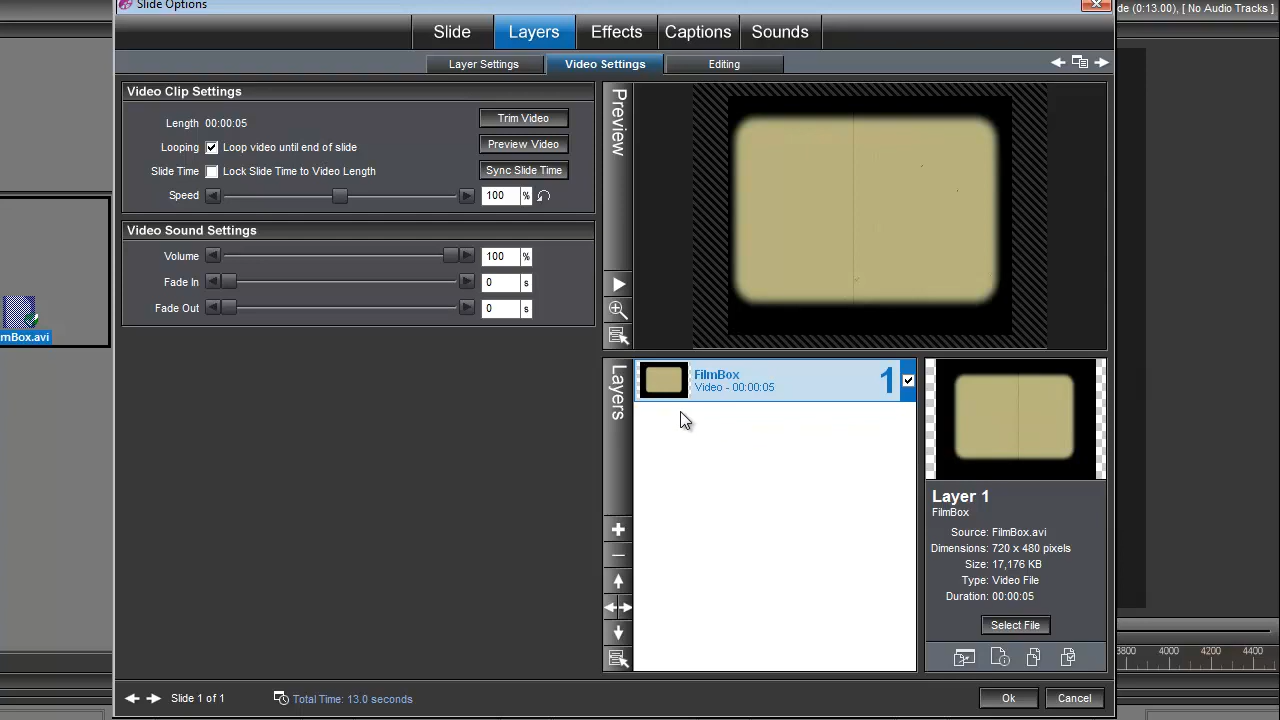 Slide Options
de (0:13.00), [ No Audio Tracks ]
Slide
Layers
Effects
Captions
Sounds
Layer Settings
Video Settings
Editing
Video Clip Settings
Length 00:00:05
Trim Video
Looping Loop video until end of slide
Preview Video
Slide Time Lock Slide Time to Video Length
Sync Slide Time
Speed 100 %
Video Sound Settings
Volume 100 %
Fade In 0 s
Fade Out 0 s
Preview
mBox.avi
Layers
FilmBox
Video - 00:00:05
1
Layer 1
FilmBox
Source: FilmBox.avi
Dimensions: 720 x 480 pixels
Size: 17,176 KB
Type: Video File
Duration: 00:00:05
Select File
3800 4000 4200 4400
Slide 1 of 1
Total Time: 13.0 seconds
Ok
Cancel